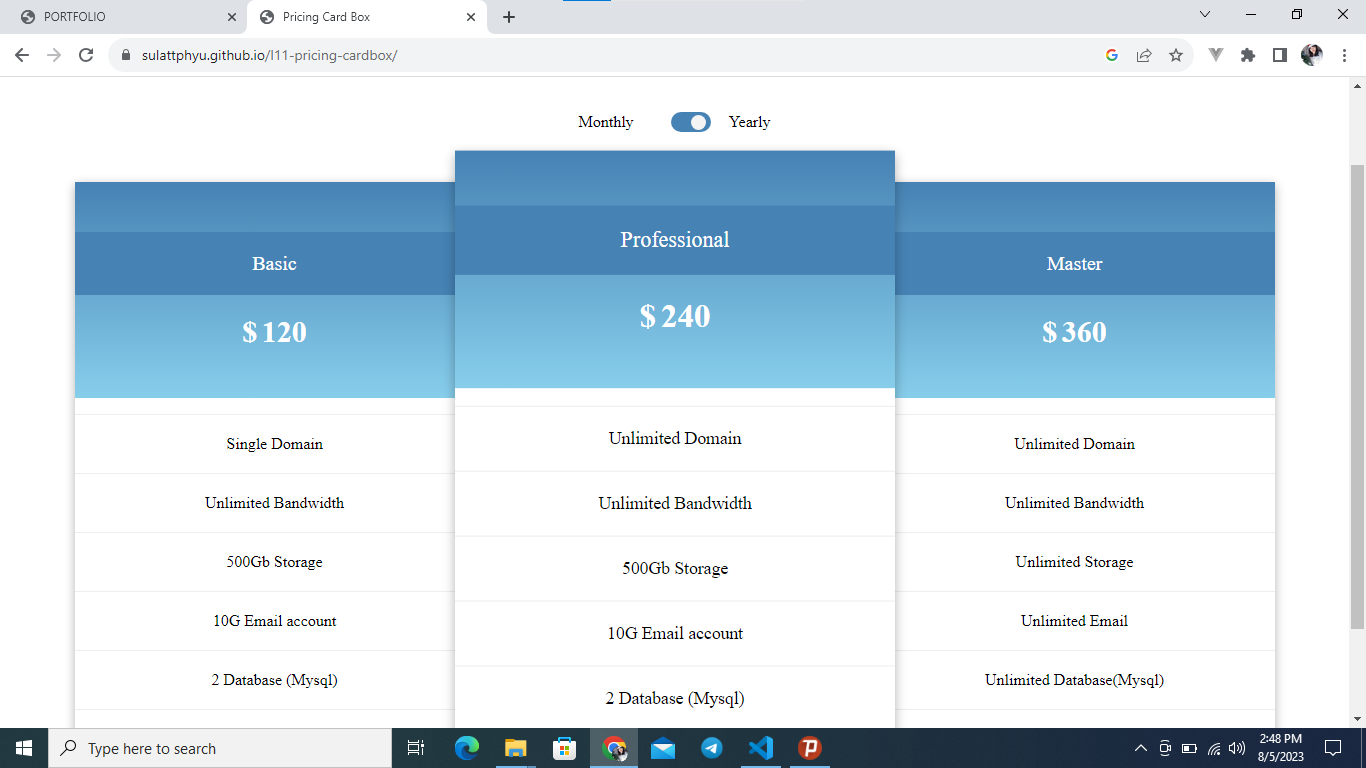 PORTFOLIO
Pricing Card Box
sulattphyu.github.io/l11-pricing-cardbox/
Monthly Yearly
Basic
$ 120
Single Domain
Unlimited Bandwidth
500Gb Storage
10G Email account
2 Database (Mysql)
Professional
$ 240
Unlimited Domain
Unlimited Bandwidth
500Gb Storage
10G Email account
2 Database (Mysql)
Master
$ 360
Unlimited Domain
Unlimited Bandwidth
Unlimited Storage
Unlimited Email
Unlimited Database(Mysql)
Type here to search
2:48 PM
8/5/2023